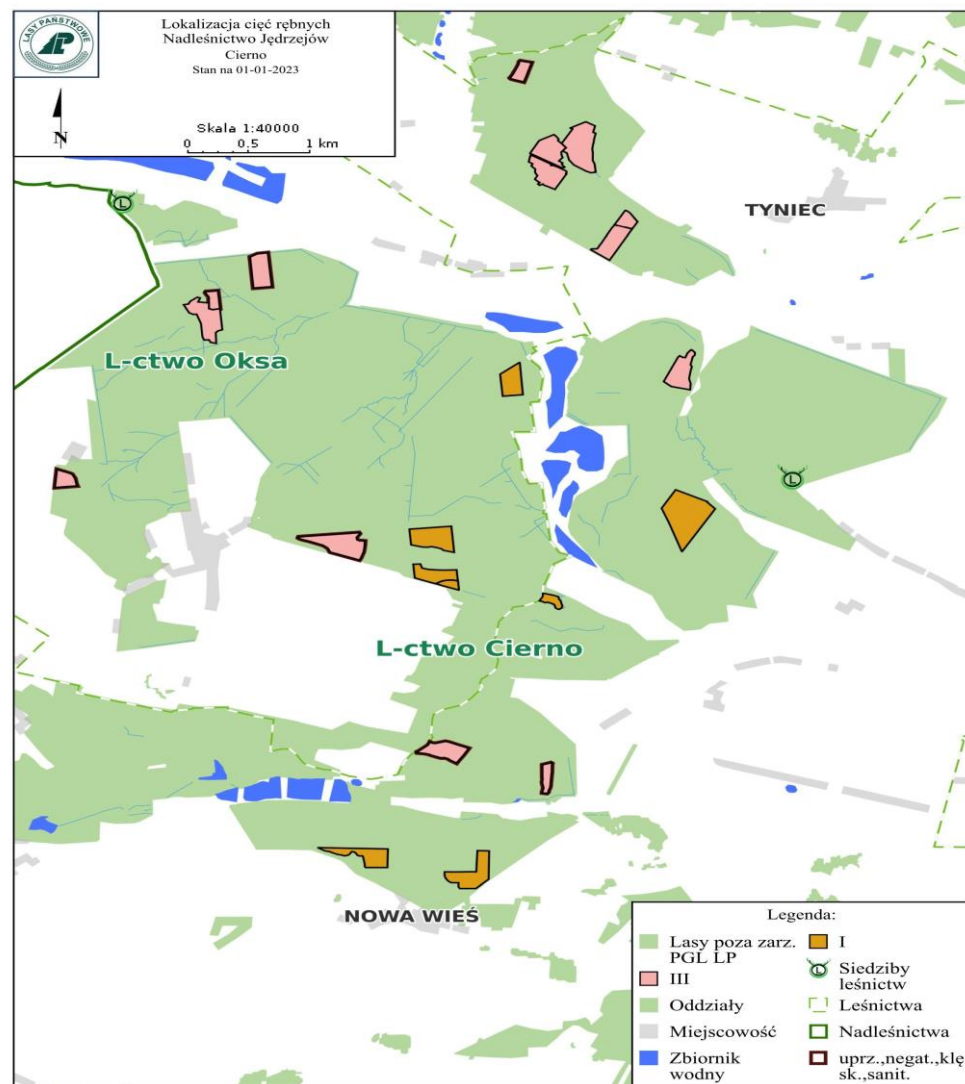 LASY PAŃSTWOWE
Lokalizacja cięć rębnych
Nadleśnictwo Jędrzejów
Cierno
Stan na 01-01-2023
N
Skala 1:40000
0 0.5 1 km
TYNIEC
L
L-ctwo Oksa
L
L-ctwo Cierno
NOWA WIEŚ
Legenda:
Lasy poza zarz.
PGL LP
III
Oddziały
Miejscowość
Zbiornik
wodny
I
L
Siedziby
leśnictw
Leśnictwa
Nadleśnictwa
uprz.,negat.,klę
sk.,sanit.